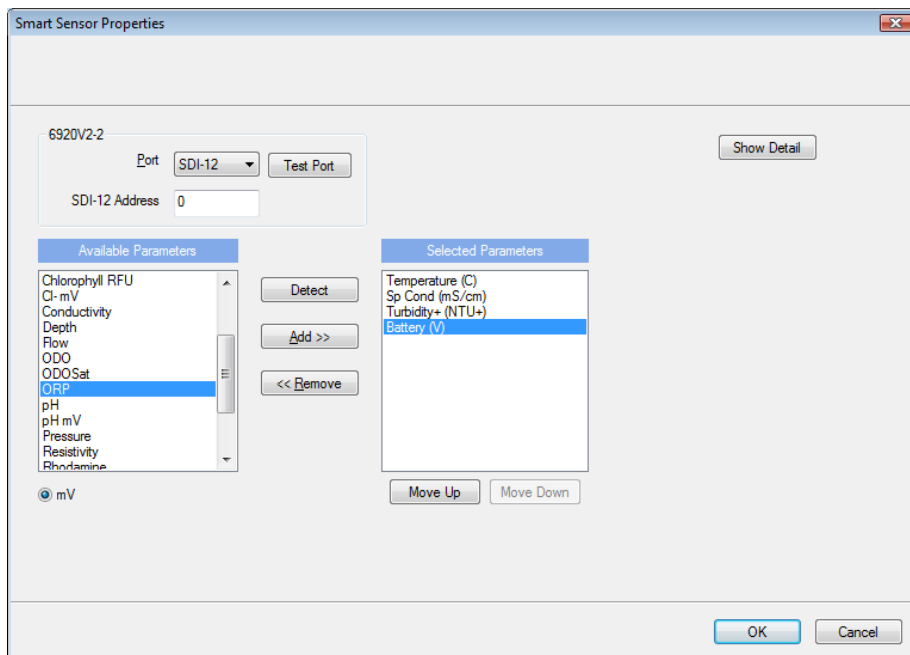 Smart Sensor Properties
6920V2-2
Port SDI-12 Test Port
Show Detail
SDI-12 Address 0
Available Parameters
Chlorophyll RFU
Cl- mV
Conductivity
Depth
Flow
ODO
ODOSat
ORP
pH
pH mV
Pressure
Resistivity
Rhodamine
mV
Detect
Add >>
<< Remove
Selected Parameters
Temperature (C)
Sp Cond (mS/cm)
Turbidity+ (NTU+)
Battery (V)
Move Up Move Down
OK Cancel